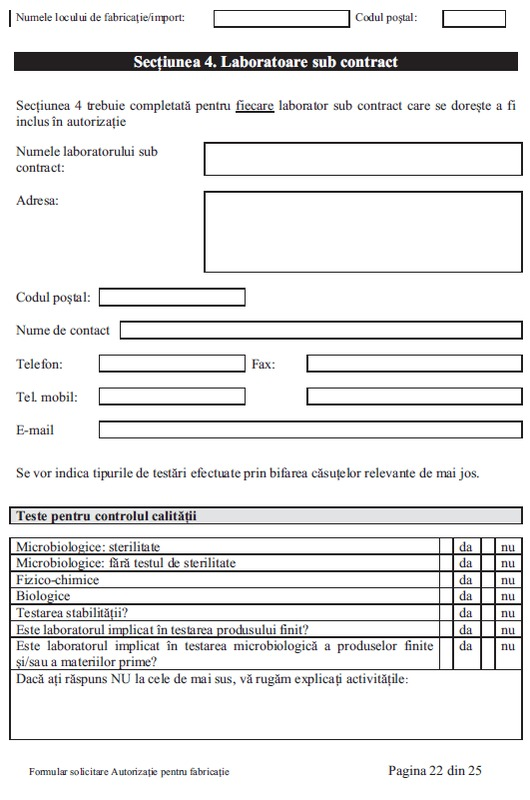 Numele locului de fabricație/import: Codul poștal:
Secțiunea 4. Laboratoare sub contract
Secțiunea 4 trebuie completată pentru fiecare laborator sub contract care se dorește a fi
inclus în autorizație
Numele laboratorului sub
contract:
Adresa:
Codul poștal:
Nume de contact
Telefon: Fax:
Tel. mobil:
E-mail
Se vor indica tipurile de testări efectuate prin bifarea căsuțelor relevante de mai jos.
Teste pentru controlul calității
Microbiologice: sterilitate da nu
Microbiologice: fără testul de sterilitate da nu
Fizico-chimice da nu
Biologice da nu
Testarea stabilității? da nu
Este laboratorul implicat în testarea produsului finit? da nu
Este laboratorul implicat în testarea microbiologică a produselor finite da nu
și/sau a materiilor prime?
Dacă ați răspuns NU la cele de mai sus, vă rugăm explicați activitățile:
Formular solicitare Autorizație pentru fabricație Pagina 22 din 25